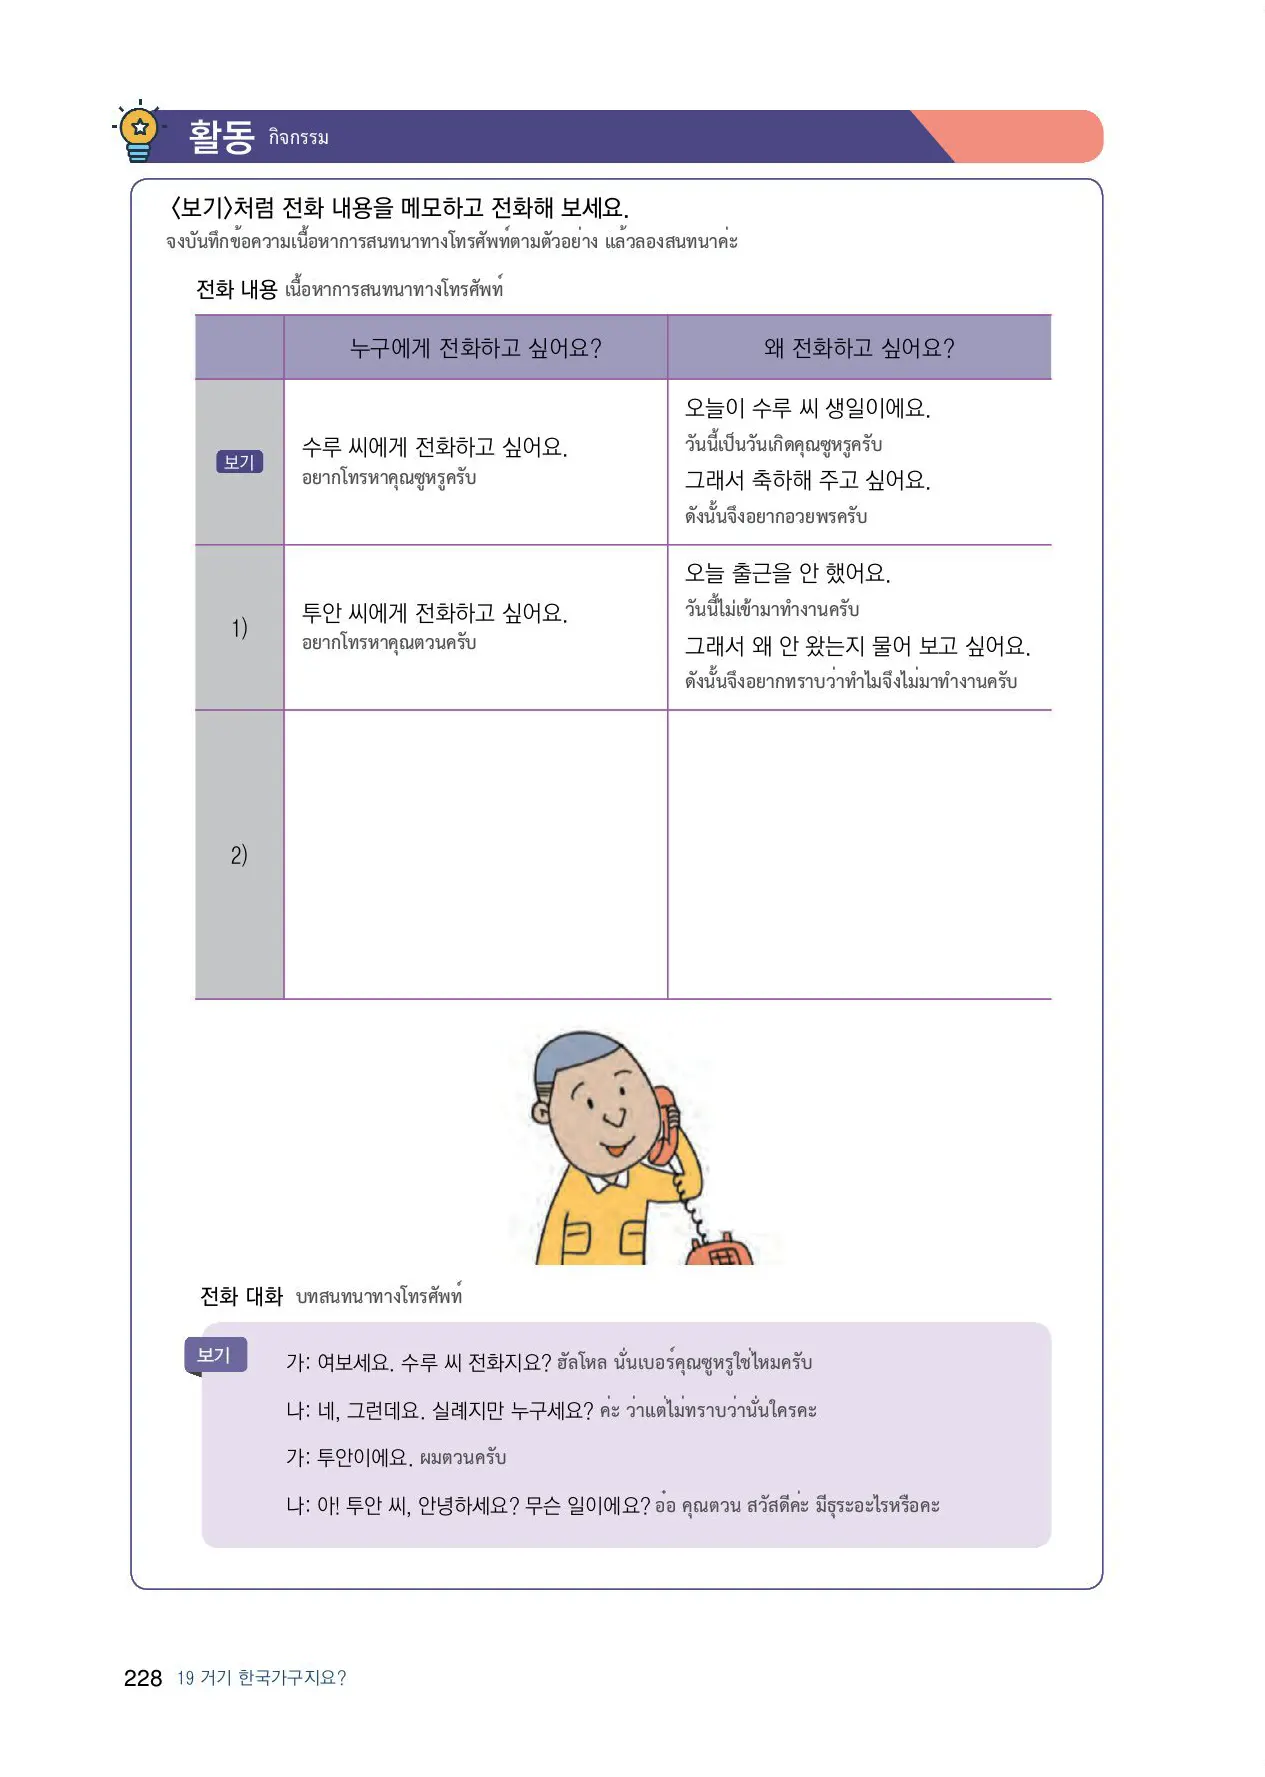 활동 กิจกรรม
<보기>처럼 전화 내용을 메모하고 전화해 보세요.
จงบันทึกข้อความเนื้อหาการสนทนาทางโทรศัพท์ตามตัวอย่าง แล้วลองสนทนาค่ะ
전화 내용 เนื้อหาการสนทนาทางโทรศัพท์
누구에게 전화하고 싶어요? 왜 전화하고 싶어요?
보기
수루 씨에게 전화하고 싶어요.
อยากโทรหาคุณซูหรูครับ
오늘이 수루 씨 생일이에요.
วันนี้เป็นวันเกิดคุณซูหรูครับ
그래서 축하해 주고 싶어요.
ดังนั้นจึงอยากอวยพรครับ
1)
투안 씨에게 전화하고 싶어요.
อยากโทรหาคุณตวนครับ
오늘 출근을 안 했어요.
วันนี้ไม่เข้ามาทำงานครับ
그래서 왜 안 왔는지 물어 보고 싶어요.
ดังนั้นจึงอยากทราบว่าทำไมจึงไม่มาทำงานครับ
2)
전화 대화 บทสนทนาทางโทรศัพท์
보기
가: 여보세요. 수루 씨 전화지요? ฮัลโหล นั่นเบอร์คุณซูหรูใช่ไหมครับ
나: 네, 그런데요. 실례지만 누구세요? ค่ะ ว่าแต่ไม่ทราบว่านั่นใครคะ
가: 투안이에요. ผมตวนครับ
나: 아! 투안 씨, 안녕하세요? 무슨 일이에요? อ๋อ คุณตวน สวัสดีค่ะ มีธุระอะไรหรือคะ
228 19 거기 한국가구지요?